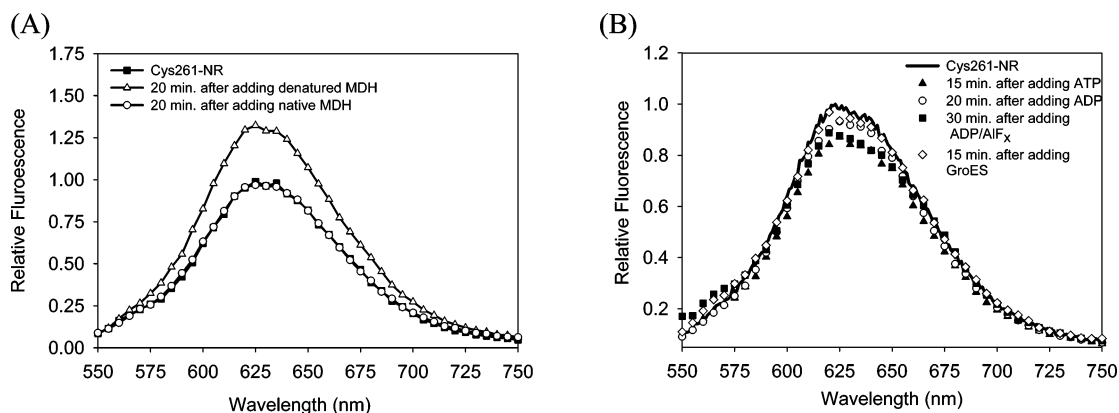 (A)
Relative Fluroescence
1.75
1.50
1.25
1.00
0.75
0.50
0.25
0.00
Cys261-NR
20 min. after adding denatured MDH
20 min. after adding native MDH
550 575 600 625 650 675 700 725 750
Wavelength (nm)
(B)
Relative Fluorescence
1.2
1.0
0.8
0.6
0.4
0.2
Cys261-NR
15 min. after adding ATP
20 min. after adding ADP
30 min. after adding
ADP/AlFx
15 min. after adding
GroES
550 575 600 625 650 675 700 725 750
Wavelength (nm)